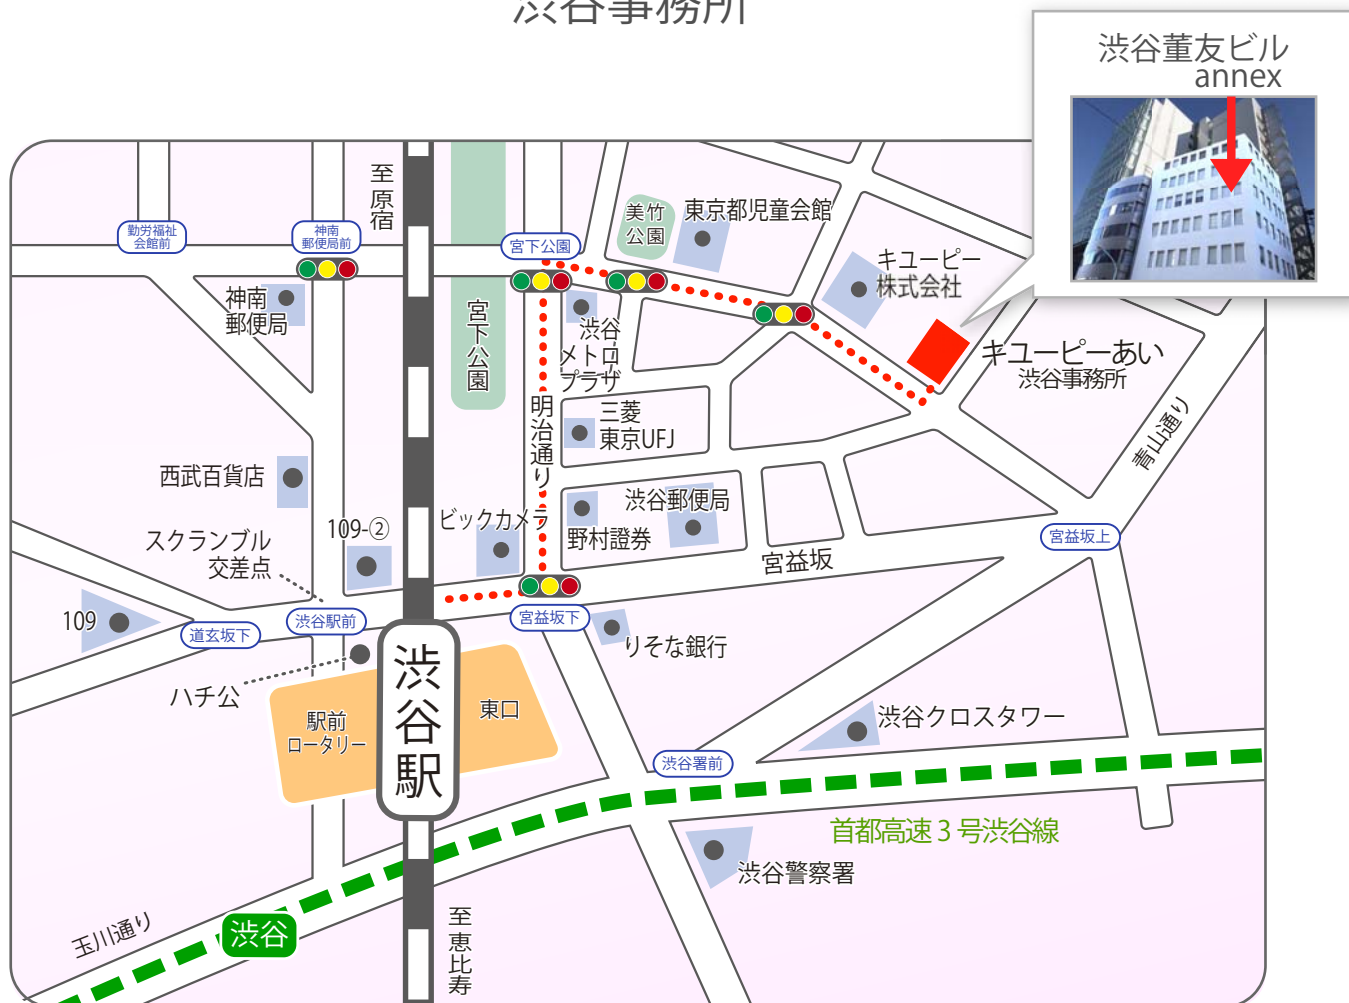 渋谷事務所
渋谷董友ビル
annex
至原宿
勤労福祉
会館前
神南
郵便局前
宮下公園
美竹
公園
東京都児童会館
キユーピー
株式会社
神南
郵便局
宮下公園
渋谷
メトロ
プラザ
キユーピーあい
渋谷事務所
明治通り
三菱
東京UFJ
青山通り
西武百貨店
109-②
ビックカメラ
野村證券
渋谷郵便局
スクランブル
交差点
宮益坂
宮益坂上
109
道玄坂下
渋谷駅前
宮益坂下
りそな銀行
ハチ公
渋谷駅
東口
駅前
ロータリー
渋谷クロスタワー
渋谷署前
首都高速3号渋谷線
渋谷警察署
玉川通り
渋谷
至恵比寿